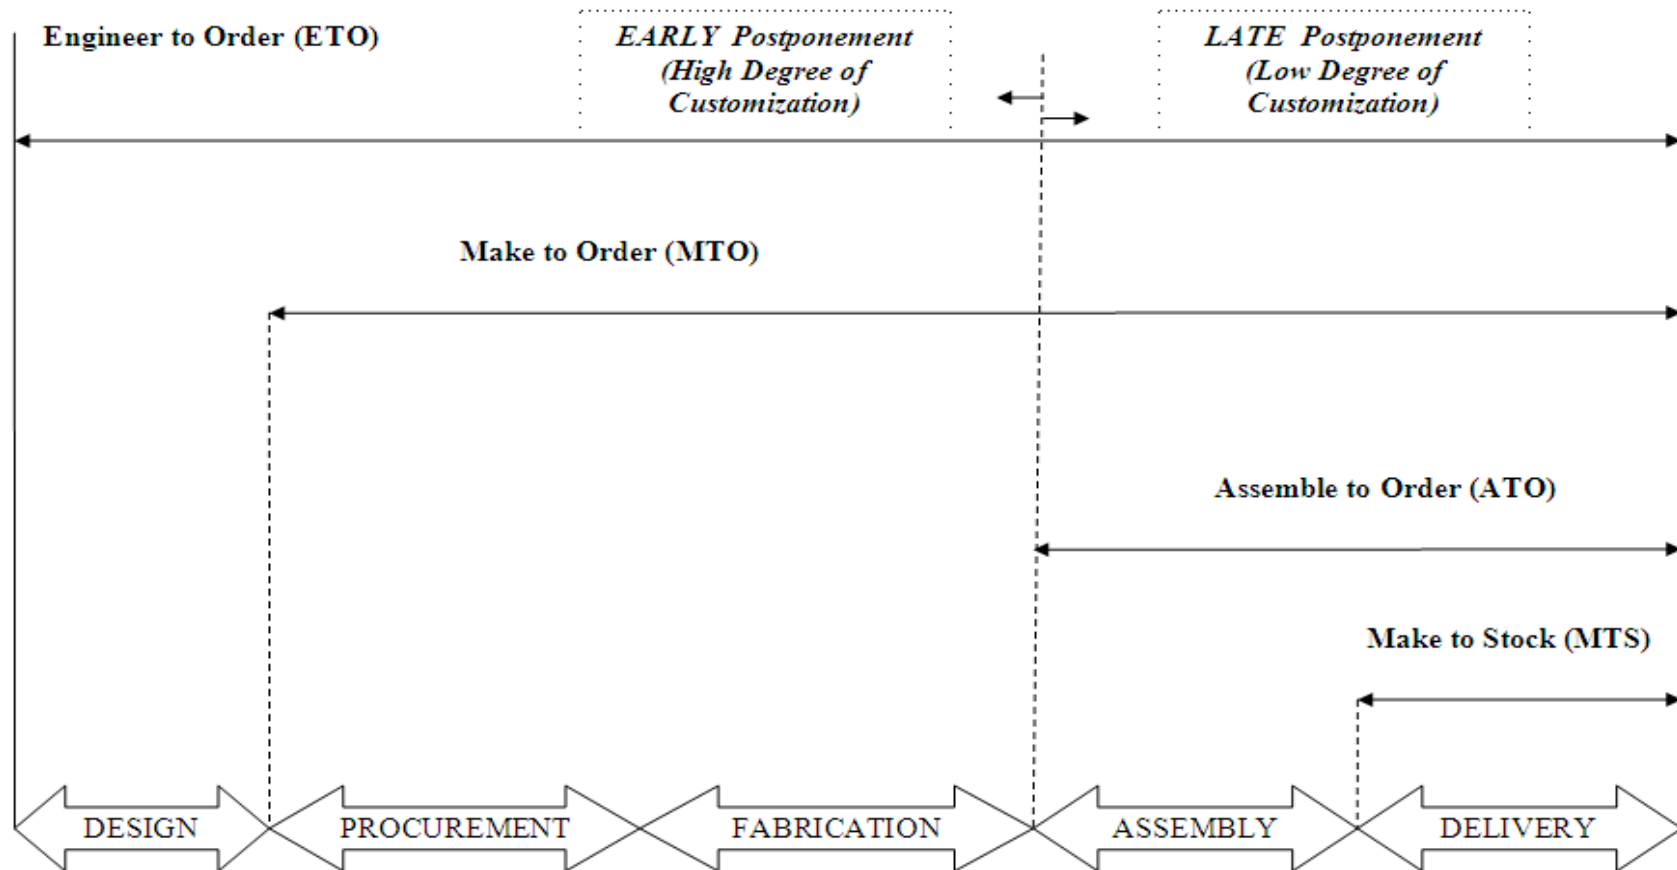 Engineer to Order (ETO)
EARLY Postponement
(High Degree of
Customization)
LATE Postponement
(Low Degree of
Customization)
Make to Order (MTO)
Assemble to Order (ATO)
Make to Stock (MTS)
DESIGN
PROCUREMENT
FABRICATION
ASSEMBLY
DELIVERY